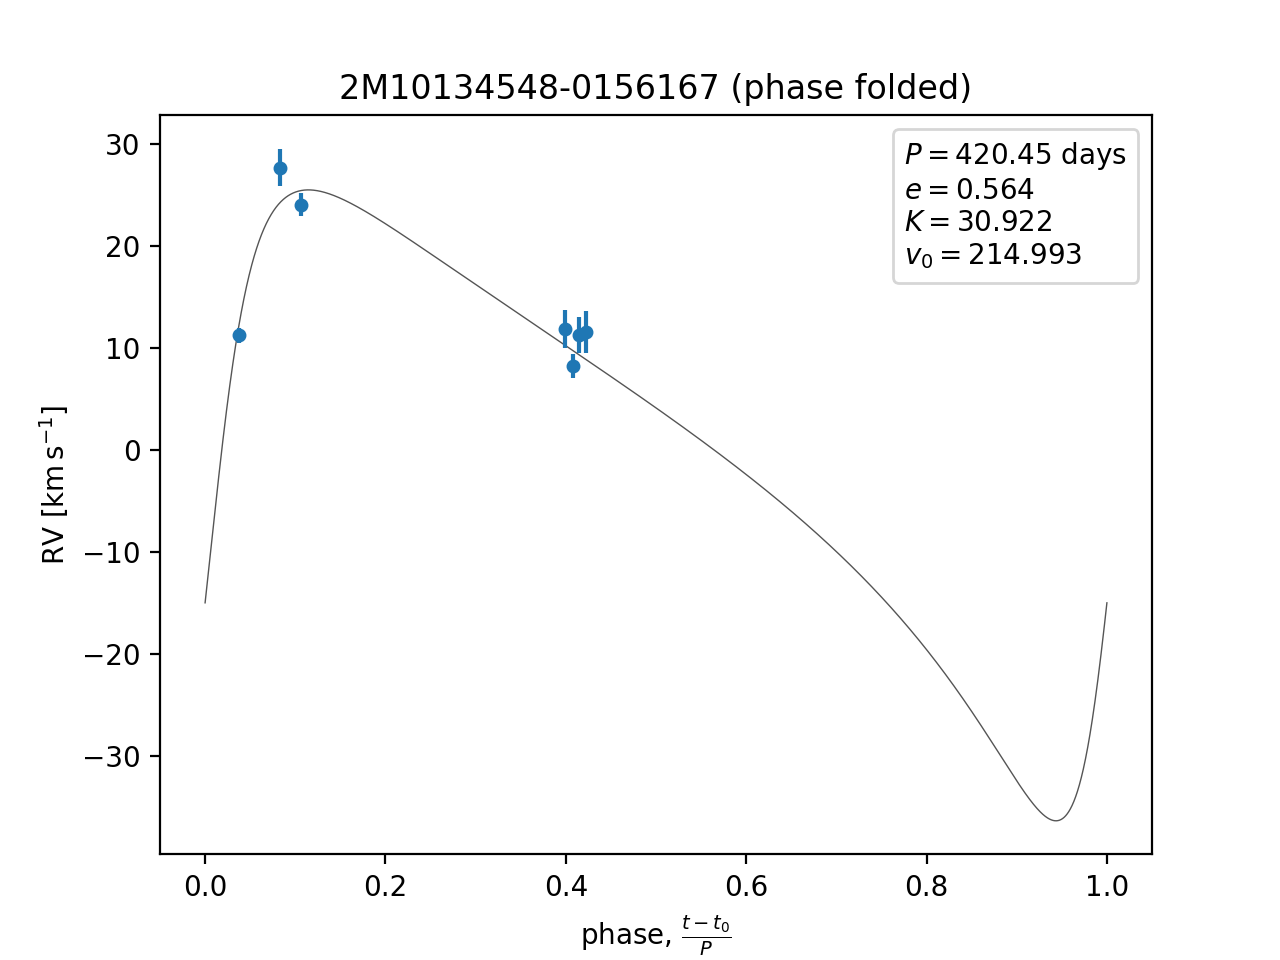 2M10134548-0156167 (phase folded)
P = 420.45 days
e = 0.564
K = 30.922
v₀ = 214.993
30
20
10
0
−10
−20
−30
RV [km s⁻¹]
0.0 0.2 0.4 0.6 0.8 1.0
phase, (t − t₀)/P